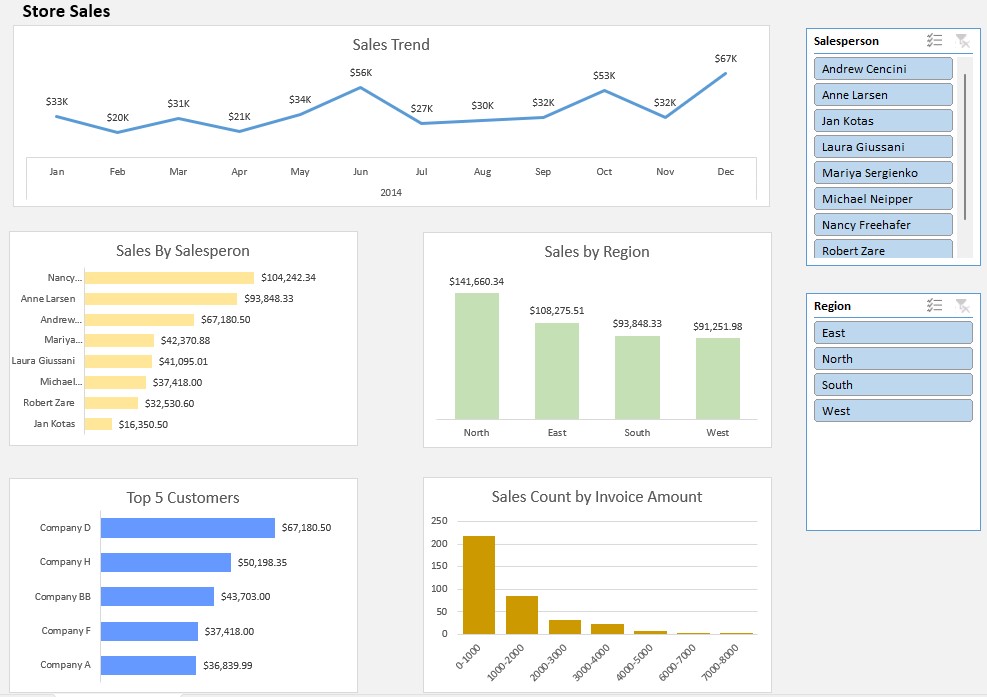 Store Sales
Sales Trend
$33K
$20K
$31K
$21K
$34K
$56K
$27K
$30K
$32K
$53K
$32K
$67K
Jan Feb Mar Apr May Jun Jul Aug Sep Oct Nov Dec
2014
Sales By Salesperon
Nancy... $104,242.34
Anne Larsen $93,848.33
Andrew... $67,180.50
Mariya... $42,370.88
Laura Giussani $41,095.01
Michael... $37,418.00
Robert Zare $32,530.60
Jan Kotas $16,350.50
Sales by Region
$141,660.34
$108,275.51
$93,848.33
$91,251.98
North East South West
Top 5 Customers
Company D $67,180.50
Company H $50,198.35
Company BB $43,703.00
Company F $37,418.00
Company A $36,839.99
Sales Count by Invoice Amount
250
200
150
100
50
0
0-1000 1000-2000 2000-3000 3000-4000 4000-5000 6000-7000 7000-8000
Salesperson
Andrew Cencini
Anne Larsen
Jan Kotas
Laura Giussani
Mariya Sergienko
Michael Neipper
Nancy Freehafer
Robert Zare
Region
East
North
South
West